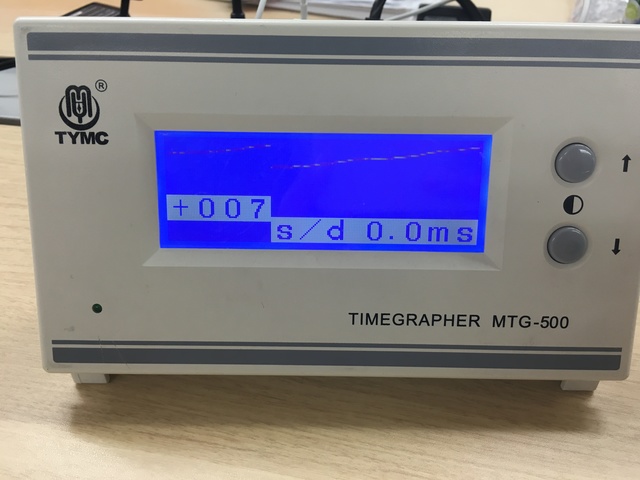 ®
TYMC
+007
s/d 0.0ms
TIMEGRAPHER MTG-500